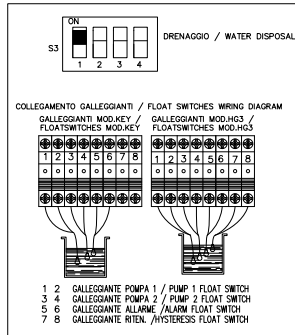 ON
S3
DRENAGGIO / WATER DISPOSAL
1 2 3 4
COLLEGAMENTO GALLEGGIANTI / FLOAT SWITCHES WIRING DIAGRAM
GALLEGGIANTI MOD.KEY / FLOATSWITCHES MOD.KEY
GALLEGGIANTI MOD.HG3 / FLOATSWITCHES MOD.HG3
1 2 3 4 5 6 7 8
1 2 3 4 5 6 7 8
1 2 GALLEGGIANTE POMPA 1 / PUMP 1 FLOAT SWITCH
3 4 GALLEGGIANTE POMPA 2 / PUMP 2 FLOAT SWITCH
5 6 GALLEGGIANTE ALLARME /ALARM FLOAT SWITCH
7 8 GALLEGGIANTE RITEN. /HYSTERESIS FLOAT SWITCH